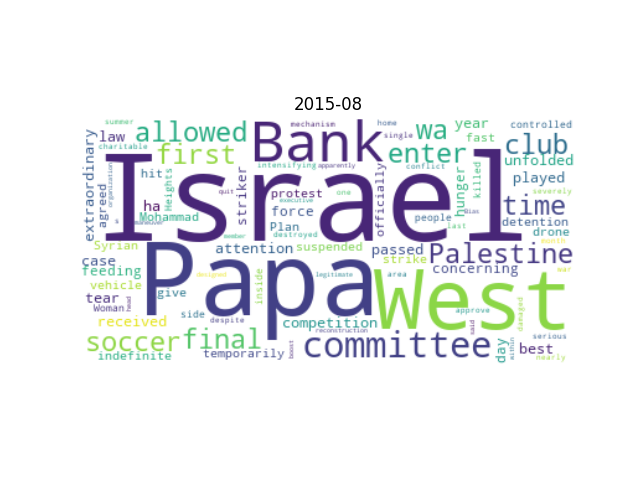 2015-08
summer mechanism home controlled
charitable allowed Bank wa single year fast
law first enter club
extraordinary agreed organization intensifying apparently conflict unfolded
hit Heights striker Israel officially hunger killed played severely
ha protest quit executive one people time detention
Mohammad force Plan destroyed last Bias drone
maneuver member month
Syrian attention suspended passed Palestine
case strike war
feeding inside designed legitimate area concerning
vehicle give Papa West
tear Woman head
received side competition approve damaged
soccer final despite reconstruction said serious
indefinite temporarily boost committee day within best nearly